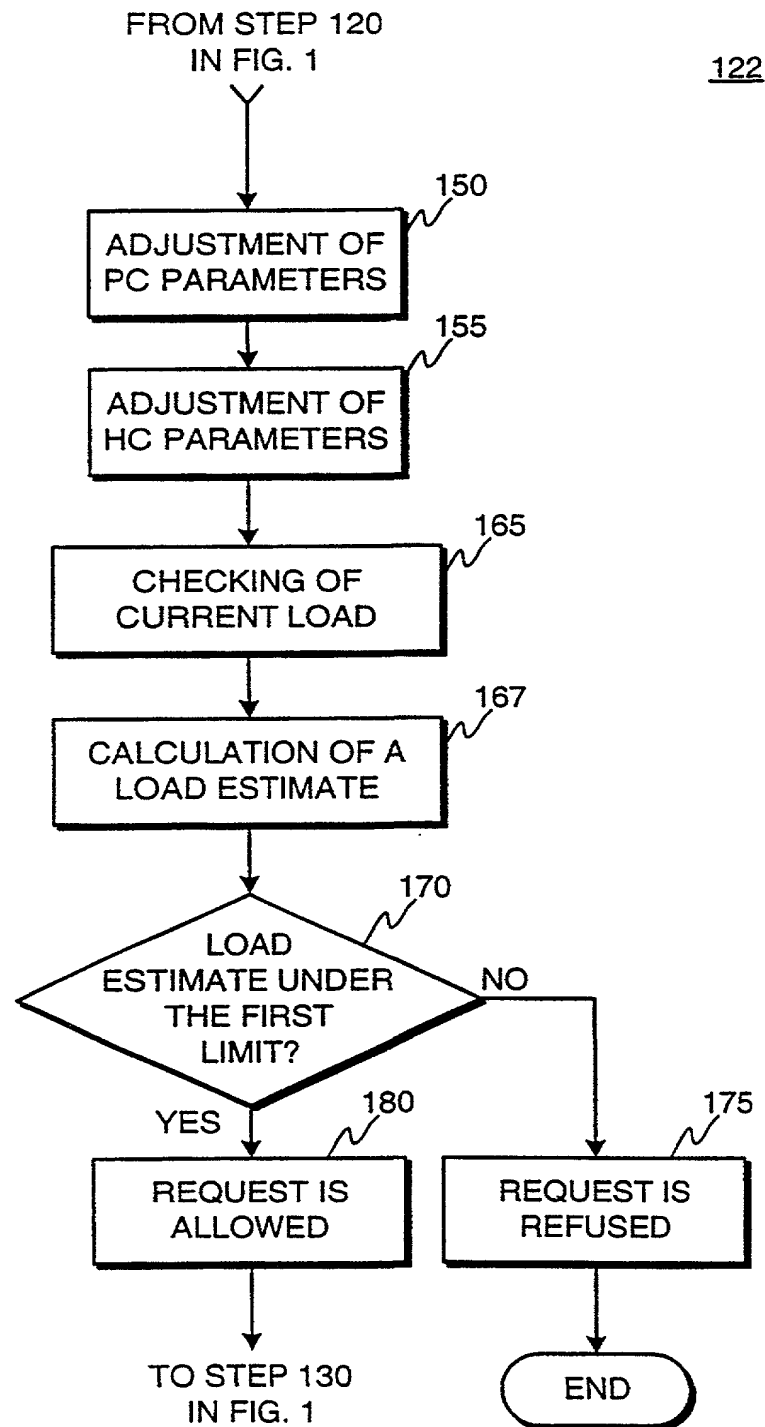 FROM STEP 120
IN FIG. 1
122
150
ADJUSTMENT OF
PC PARAMETERS
155
ADJUSTMENT OF
HC PARAMETERS
165
CHECKING OF
CURRENT LOAD
167
CALCULATION OF A
LOAD ESTIMATE
170
LOAD
ESTIMATE UNDER
THE FIRST
LIMIT?
NO
YES
180
REQUEST IS
ALLOWED
175
REQUEST IS
REFUSED
TO STEP 130
IN FIG. 1
END